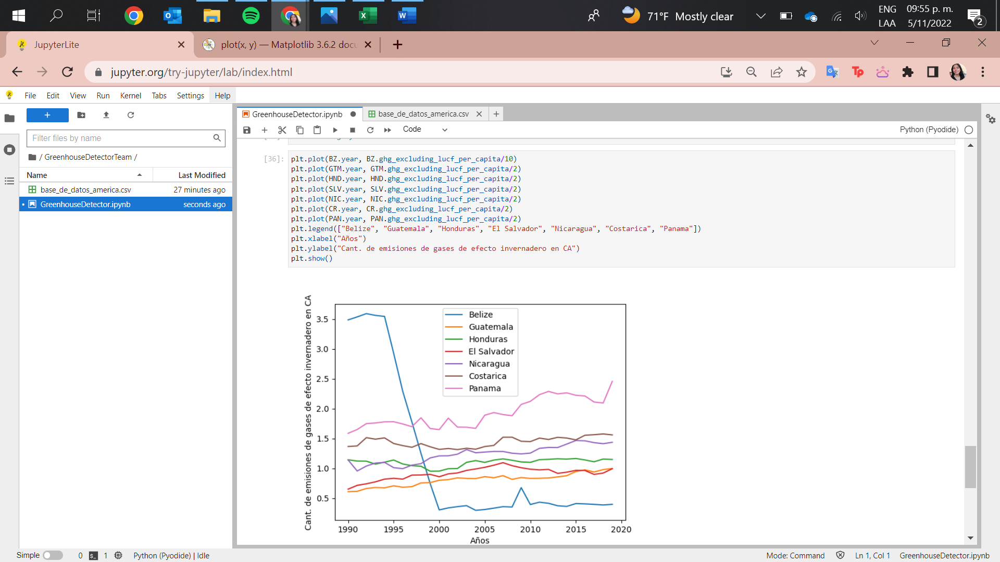 71°F Mostly clear
ENG
LAA
09:55 p. m.
5/11/2022
2
JupyterLite
plot(x, y) — Matplotlib 3.6.2 docu
jupyter.org/try-jupyter/lab/index.html
File Edit View Run Kernel Tabs Settings Help
+
Filter files by name
/ GreenhouseDetectorTeam /
Name Last Modified
base_de_datos_america.csv 27 minutes ago
GreenhouseDetector.ipynb seconds ago
GreenhouseDetector.ipynb base_de_datos_america.csv
Code Python (Pyodide)
[36]:
plt.plot(BZ.year, BZ.ghg_excluding_lucf_per_capita/10)
plt.plot(GTM.year, GTM.ghg_excluding_lucf_per_capita/2)
plt.plot(HND.year, HND.ghg_excluding_lucf_per_capita/2)
plt.plot(SLV.year, SLV.ghg_excluding_lucf_per_capita/2)
plt.plot(NIC.year, NIC.ghg_excluding_lucf_per_capita/2)
plt.plot(CR.year, CR.ghg_excluding_lucf_per_capita/2)
plt.plot(PAN.year, PAN.ghg_excluding_lucf_per_capita/2)
plt.legend(["Belize", "Guatemala", "Honduras", "El Salvador", "Nicaragua", "Costarica", "Panama"])
plt.xlabel("Años")
plt.ylabel("Cant. de emisiones de gases de efecto invernadero en CA")
plt.show()
Cant. de emisiones de gases de efecto invernadero en CA
3.5
3.0
2.5
2.0
1.5
1.0
0.5
Belize
Guatemala
Honduras
El Salvador
Nicaragua
Costarica
Panama
1990 1995 2000 2005 2010 2015 2020
Años
Simple 0 1 Python (Pyodide) | Idle Mode: Command Ln 1, Col 1 GreenhouseDetector.ipynb